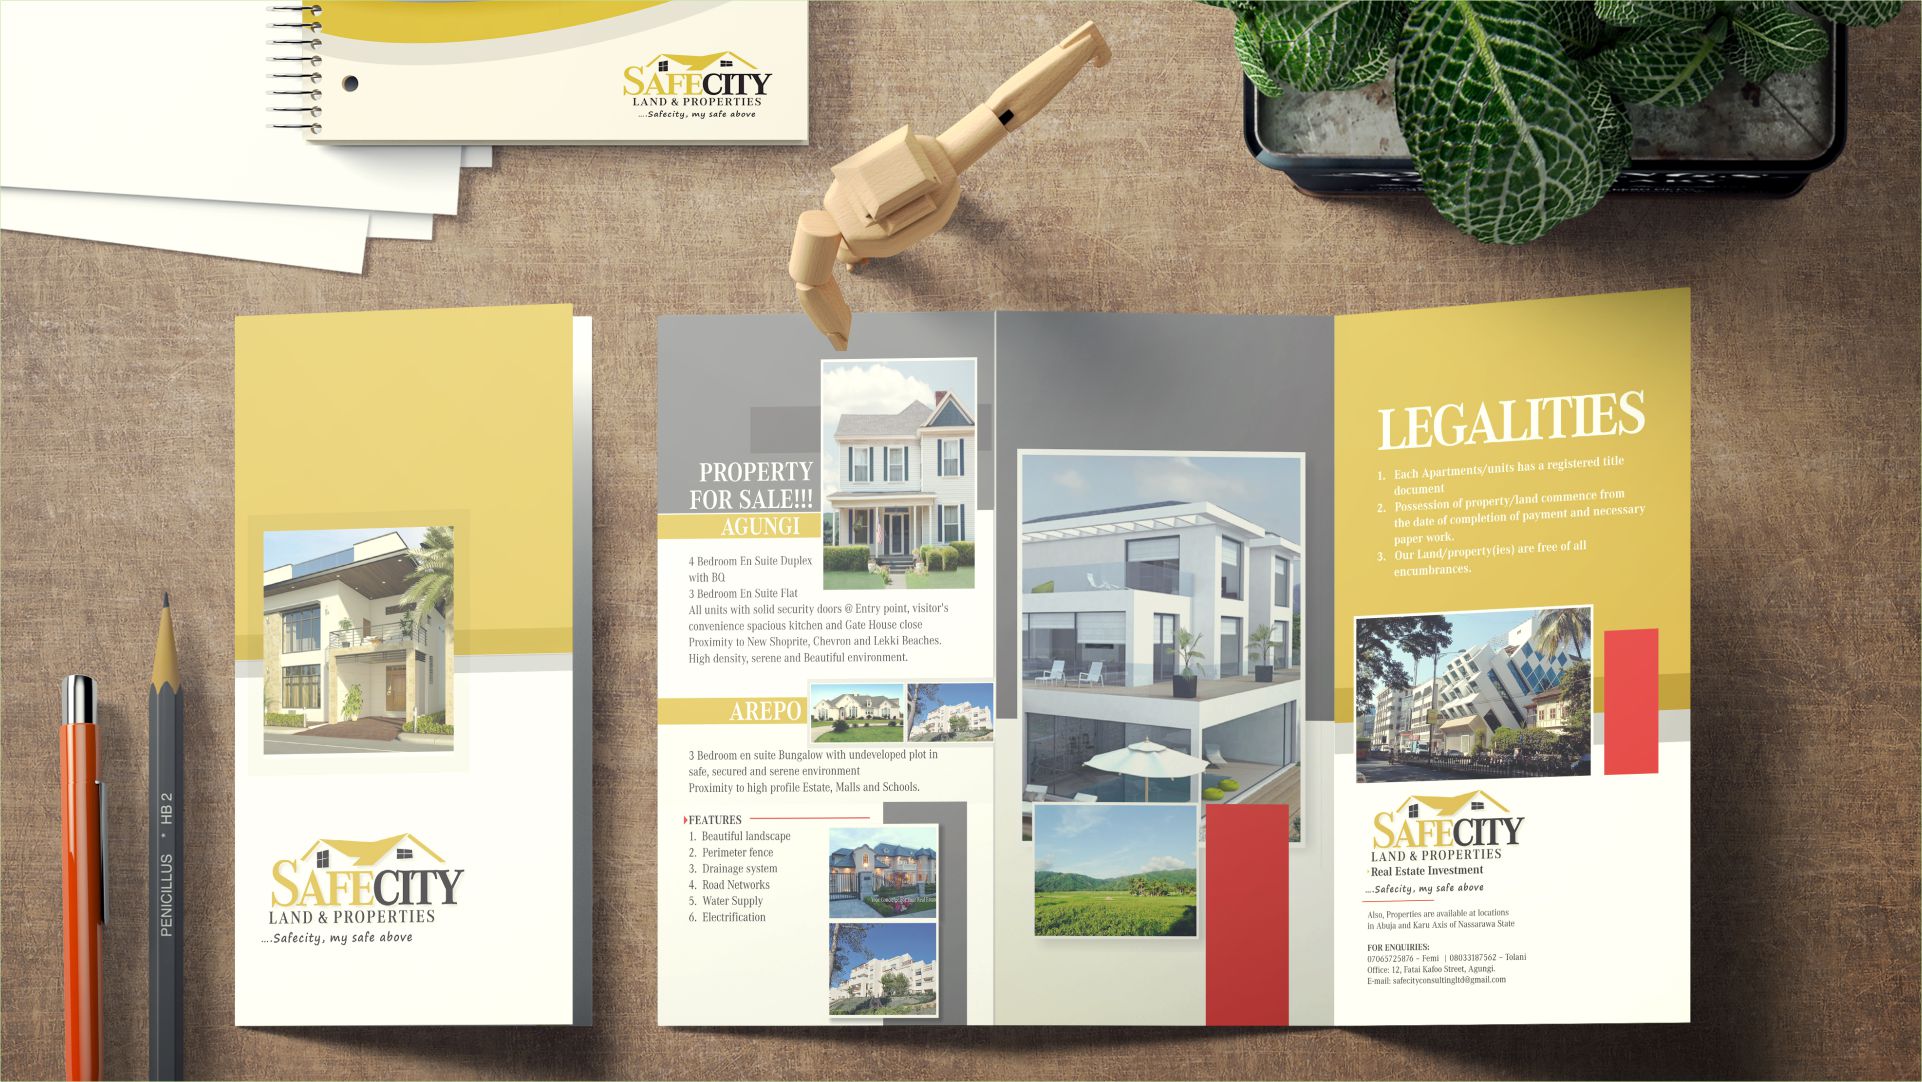 SAFECITY
LAND & PROPERTIES
....Safecity, my safe above
PENICILLUS * HB 2
SAFECITY
LAND & PROPERTIES
....Safecity, my safe above
PROPERTY
FOR SALE!!!
AGUNGI
4 Bedroom En Suite Duplex
with BQ
3 Bedroom En Suite Flat
All units with solid security doors @ Entry point, visitor's
convenience spacious kitchen and Gate House close
Proximity to New Shoprite, Chevron and Lekki Beaches.
High density, serene and Beautiful environment.
AREPO
3 Bedroom en suite Bungalow with undeveloped plot in
safe, secured and serene environment
Proximity to high profile Estate, Malls and Schools.
FEATURES
1. Beautiful landscape
2. Perimeter fence
3. Drainage system
4. Road Networks
5. Water Supply
6. Electrification
LEGALITIES
1. Each Apartments/units has a registered title
document
2. Possession of property/land commence from
the date of completion of payment and necessary
paper work.
3. Our Land/property(ies) are free of all
encumbrances.
SAFECITY
LAND & PROPERTIES
Real Estate Investment
....Safecity, my safe above
Also, Properties are available at locations
in Abuja and Karu Axis of Nassarawa State
FOR ENQUIRIES:
07065725876 - Femi | 08033187562 - Tolani
Office: 12, Fatai Kafoo Street, Agungi.
E-mail: safecityconsultingltd@gmail.com